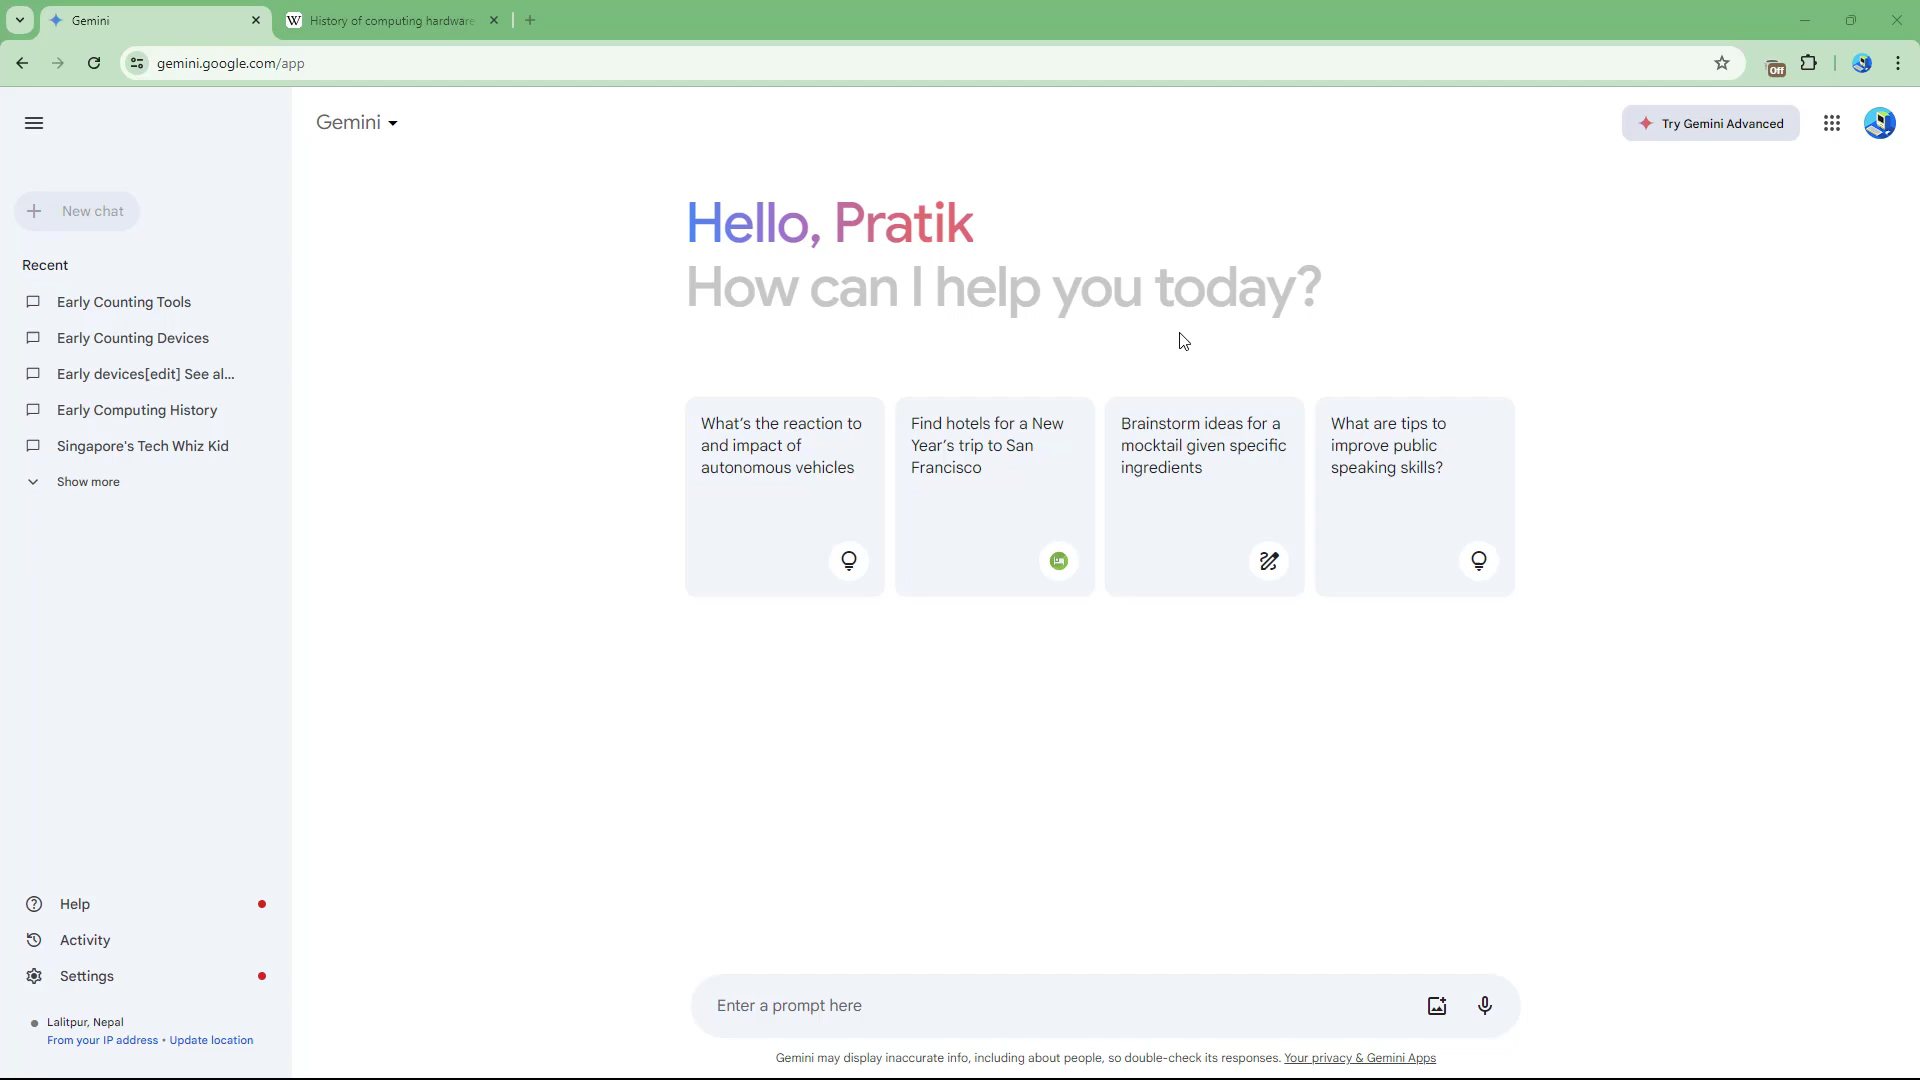 Gemini
History of computing hardware
gemini.google.com/app
Off
Gemini
Try Gemini Advanced
New chat
Recent
Early Counting Tools
Early Counting Devices
Early devices[edit] See al...
Early Computing History
Singapore's Tech Whiz Kid
Show more
Hello, Pratik
How can I help you today?
What's the reaction to
and impact of
autonomous vehicles
Find hotels for a New
Year's trip to San
Francisco
Brainstorm ideas for a
mocktail given specific
ingredients
What are tips to
improve public
speaking skills?
Help
Activity
Settings
Lalitpur, Nepal
From your IP address • Update location
Enter a prompt here
Gemini may display inaccurate info, including about people, so double-check its responses. Your privacy & Gemini Apps